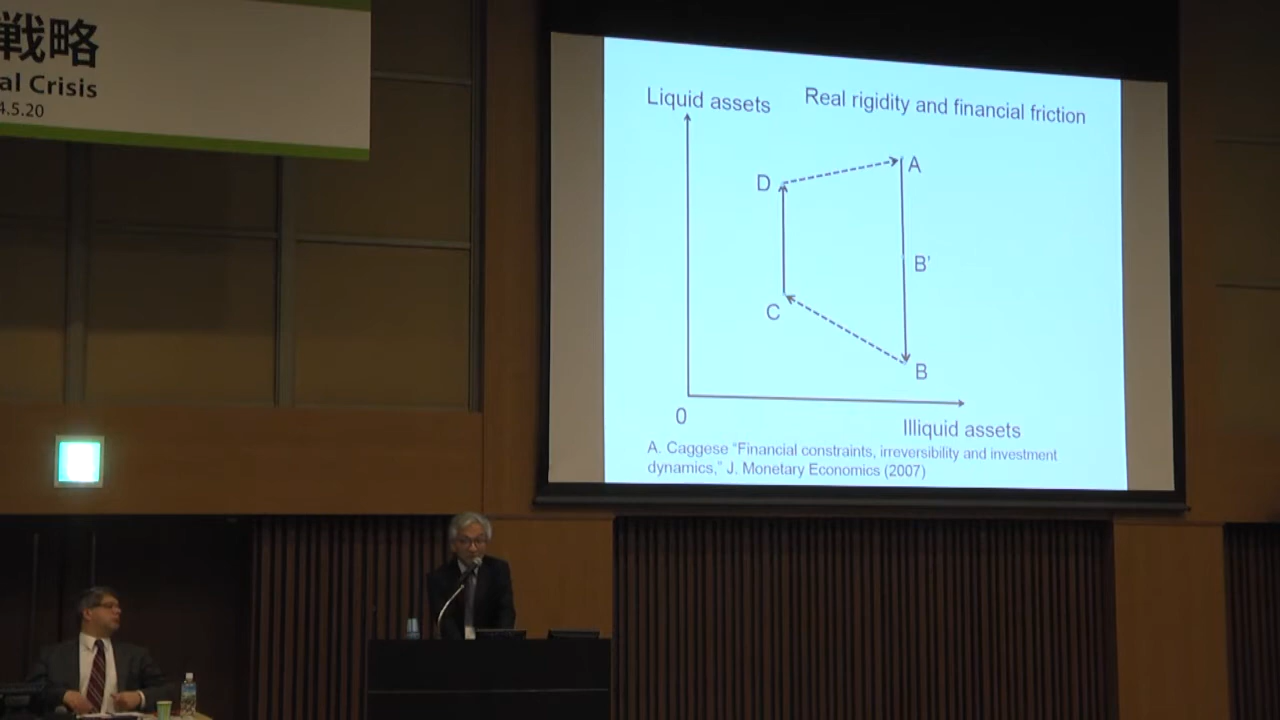 戦略
al Crisis
4.5.20
Liquid assets
Real rigidity and financial friction
D
A
B'
C
B
0
Illiquid assets
A. Caggese "Financial constraints, irreversibility and investment
dynamics," J. Monetary Economics (2007)